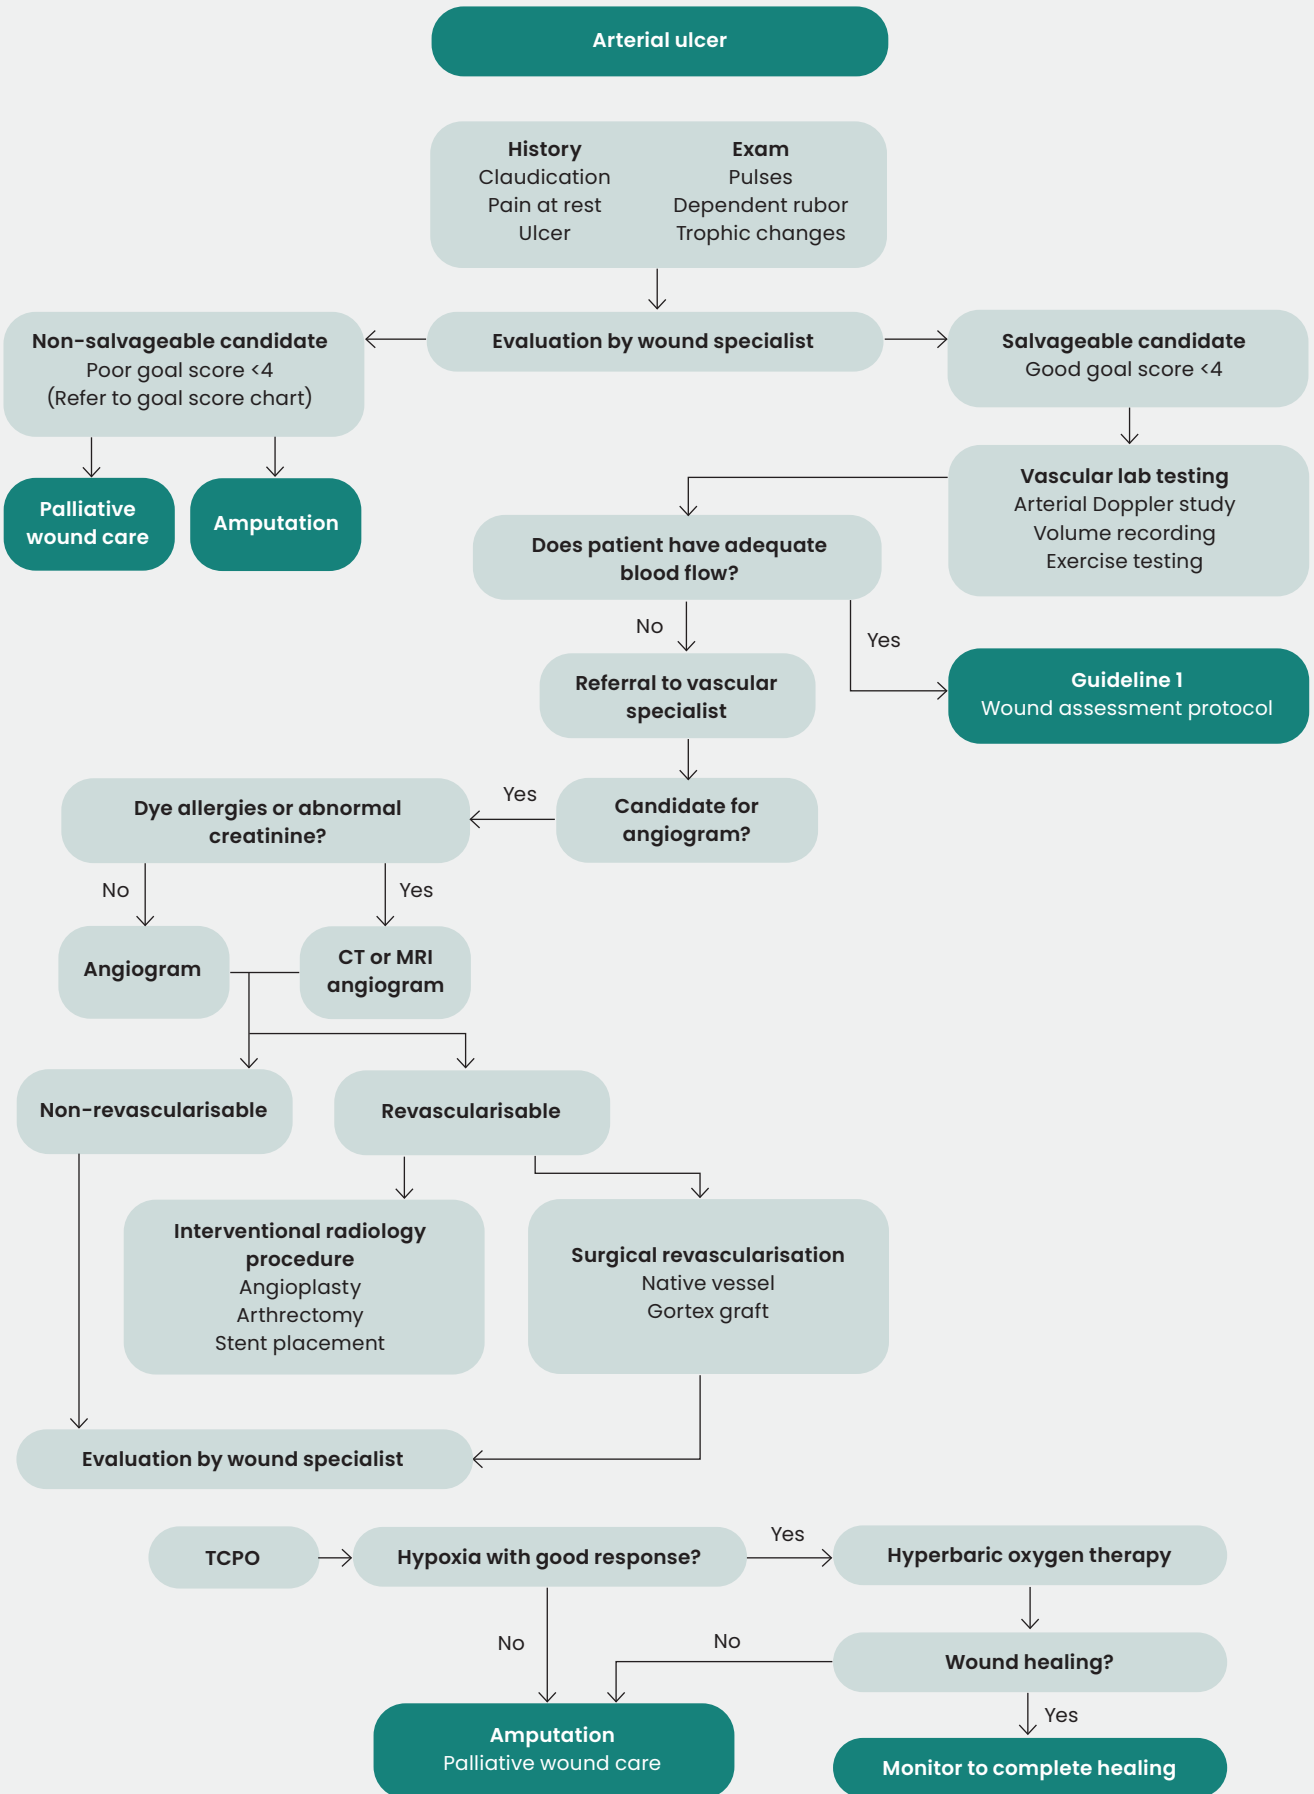 Arterial ulcer
History
Claudication
Pain at rest
Ulcer
Exam
Pulses
Dependent rubor
Trophic changes
Non-salvageable candidate
Poor goal score <4
(Refer to goal score chart)
Evaluation by wound specialist
Salvageable candidate
Good goal score <4
Palliative
wound care
Amputation
Vascular lab testing
Arterial Doppler study
Volume recording
Exercise testing
Does patient have adequate
blood flow?
No
Yes
Referral to vascular
specialist
Guideline 1
Wound assessment protocol
Candidate for
angiogram?
Yes
Dye allergies or abnormal
creatinine?
No
Yes
Angiogram
CT or MRI
angiogram
Non-revascularisable
Revascularisable
Interventional radiology
procedure
Angioplasty
Arthrectomy
Stent placement
Surgical revascularisation
Native vessel
Gortex graft
Evaluation by wound specialist
TCPO
Hypoxia with good response?
Yes
Hyperbaric oxygen therapy
No
No
Wound healing?
Yes
Amputation
Palliative wound care
Monitor to complete healing